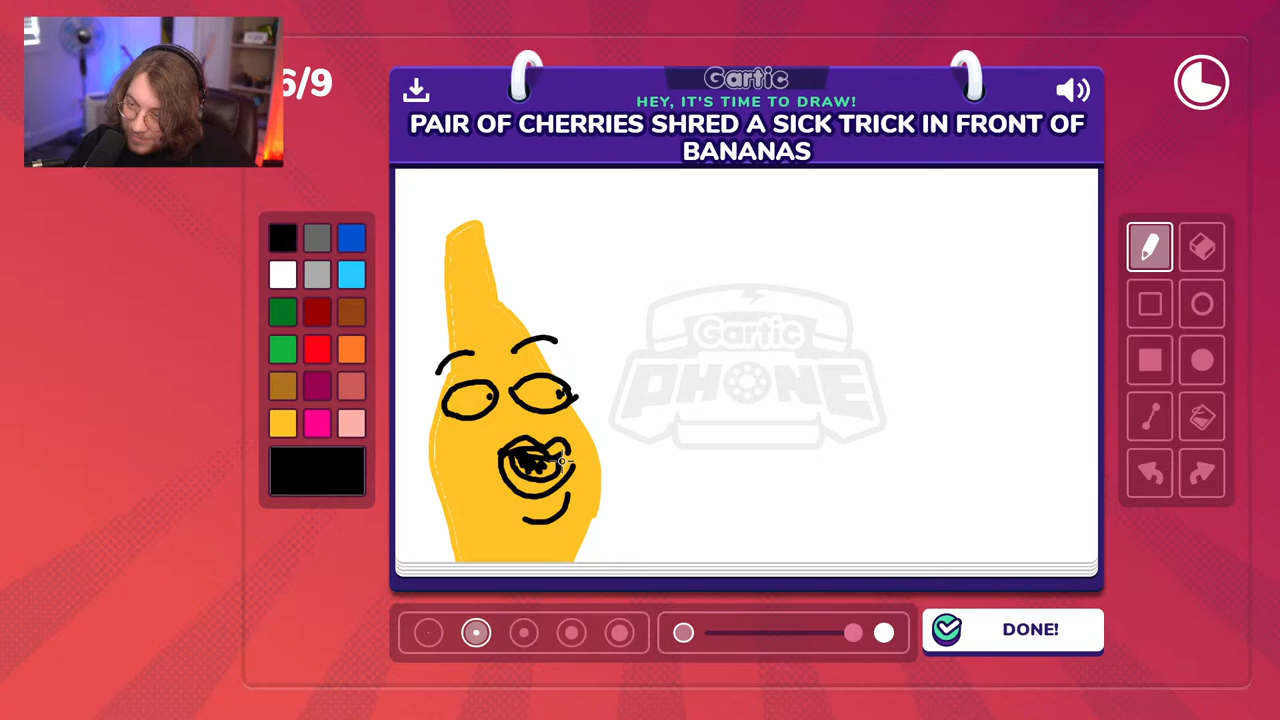 6/9
Gartic
HEY, IT'S TIME TO DRAW!
PAIR OF CHERRIES SHRED A SICK TRICK IN FRONT OF
BANANAS
Gartic
PHONE
DONE!